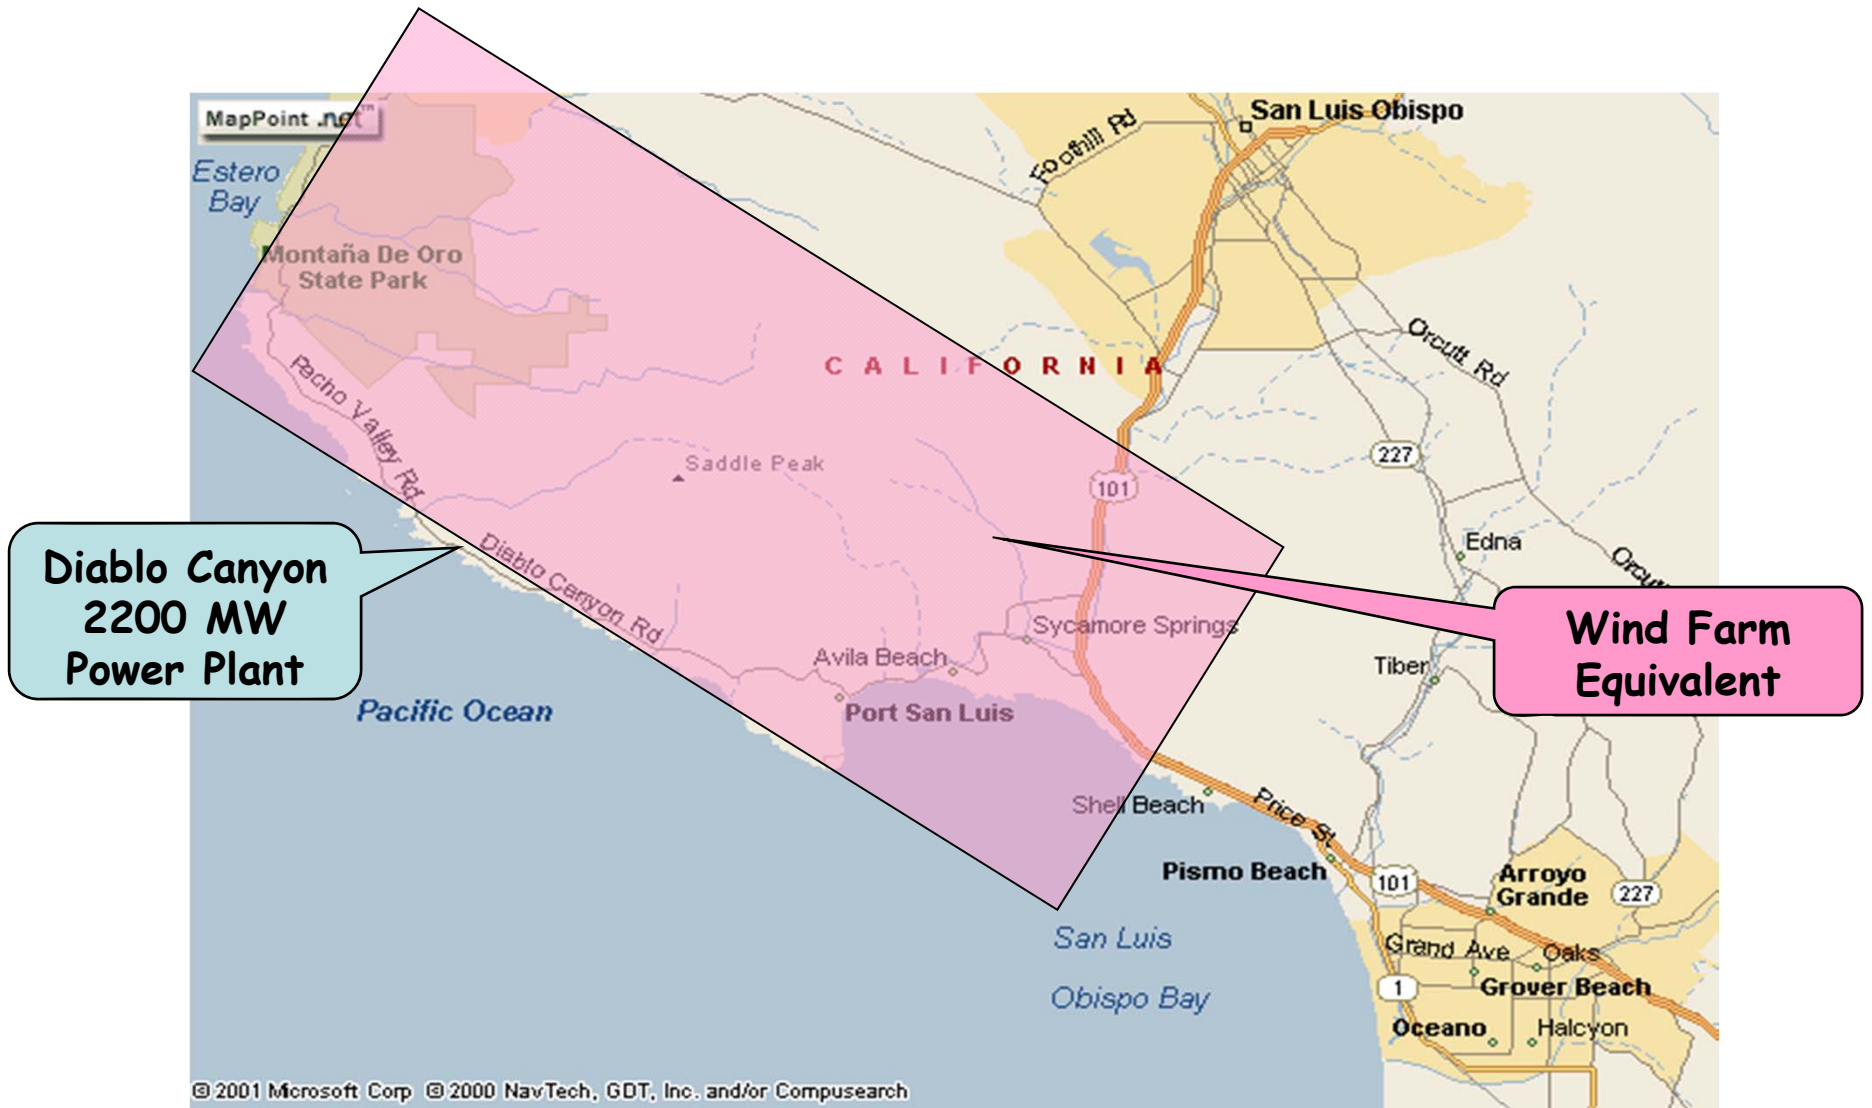 MapPoint .net™
San Luis Obispo
Foothill Rd
Estero
Bay
Montaña De Oro
State Park
CALIFORNIA
Orcutt Rd
Pecho Valley Rd
Saddle Peak
227
101
Diablo Canyon
2200 MW
Power Plant
Diablo Canyon Rd
Edna
Wind Farm
Equivalent
Sycamore Springs
Avila Beach
Tiber
Pacific Ocean
Port San Luis
Shell Beach
Price St
Pismo Beach
101
Arroyo
Grande
227
San Luis
Obispo Bay
Grand Ave
Oaks
1
Grover Beach
Oceano
Halcyon
© 2001 Microsoft Corp © 2000 NavTech, GDT, Inc. and/or Compusearch